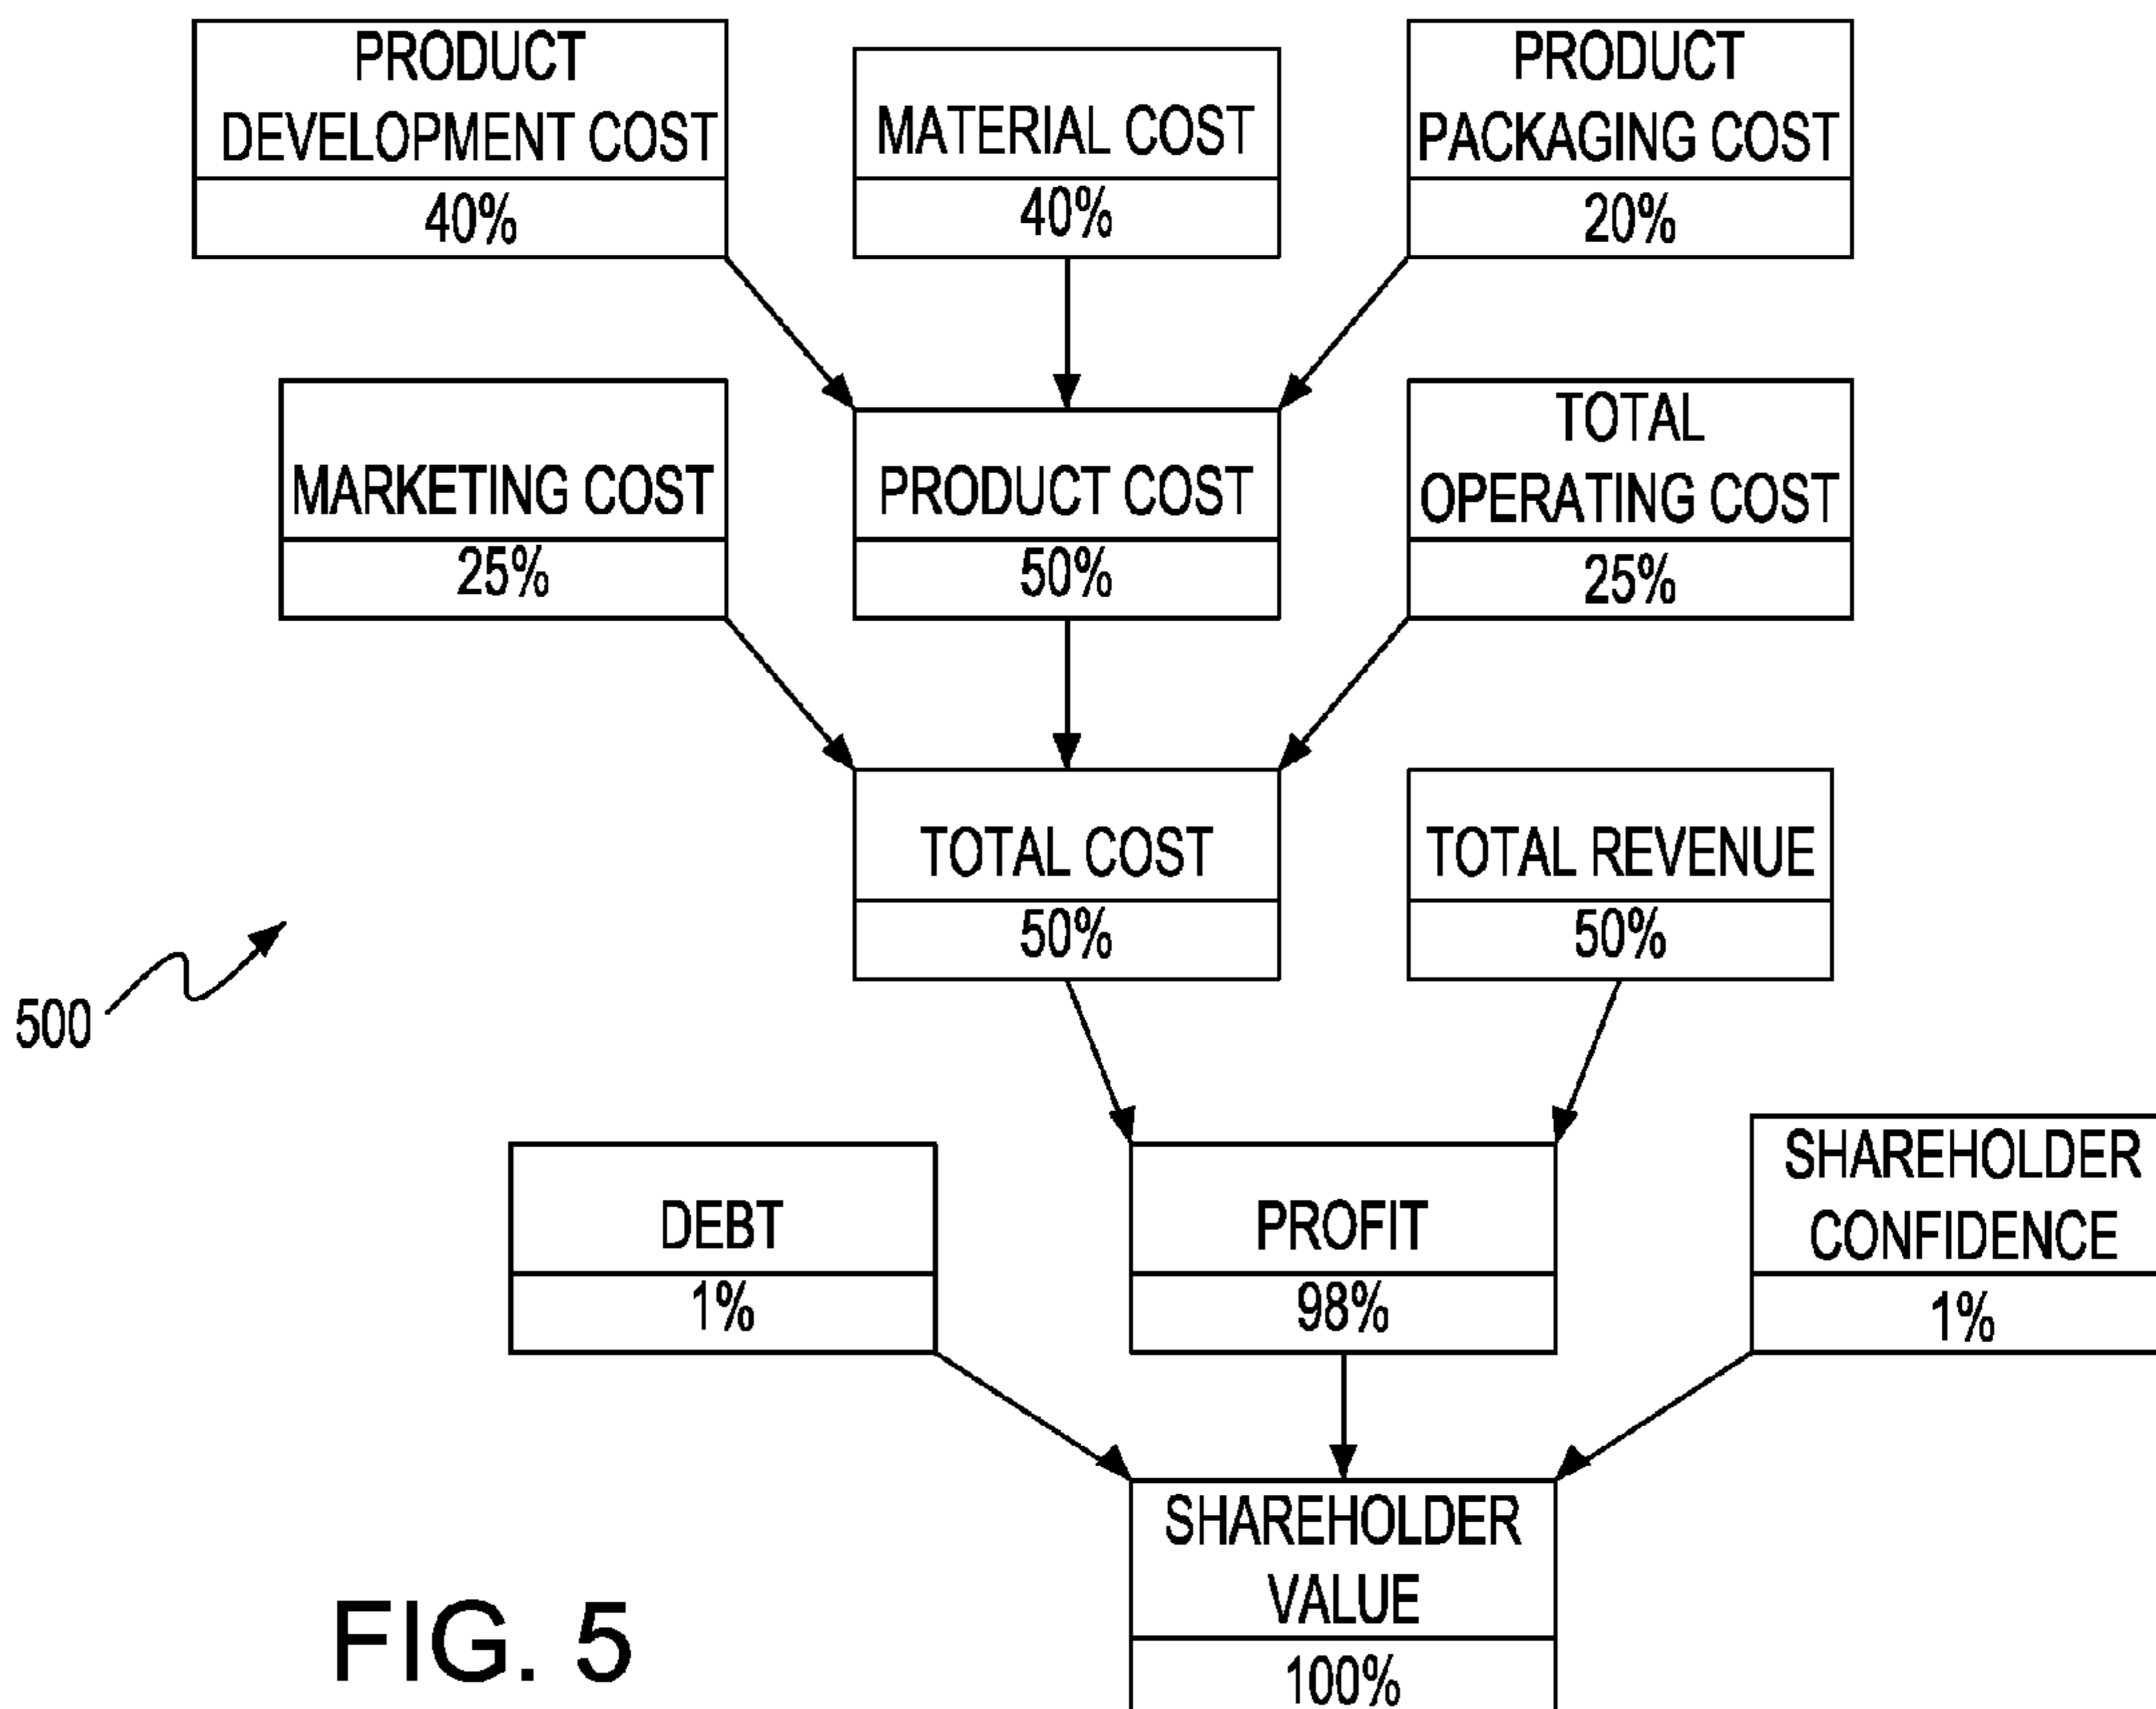 PRODUCT
DEVELOPMENT COST
40%
MATERIAL COST
40%
PRODUCT
PACKAGING COST
20%
MARKETING COST
25%
PRODUCT COST
50%
TOTAL
OPERATING COST
25%
TOTAL COST
50%
TOTAL REVENUE
50%
500
DEBT
1%
PROFIT
98%
SHAREHOLDER
CONFIDENCE
1%
SHAREHOLDER
VALUE
100%
FIG. 5